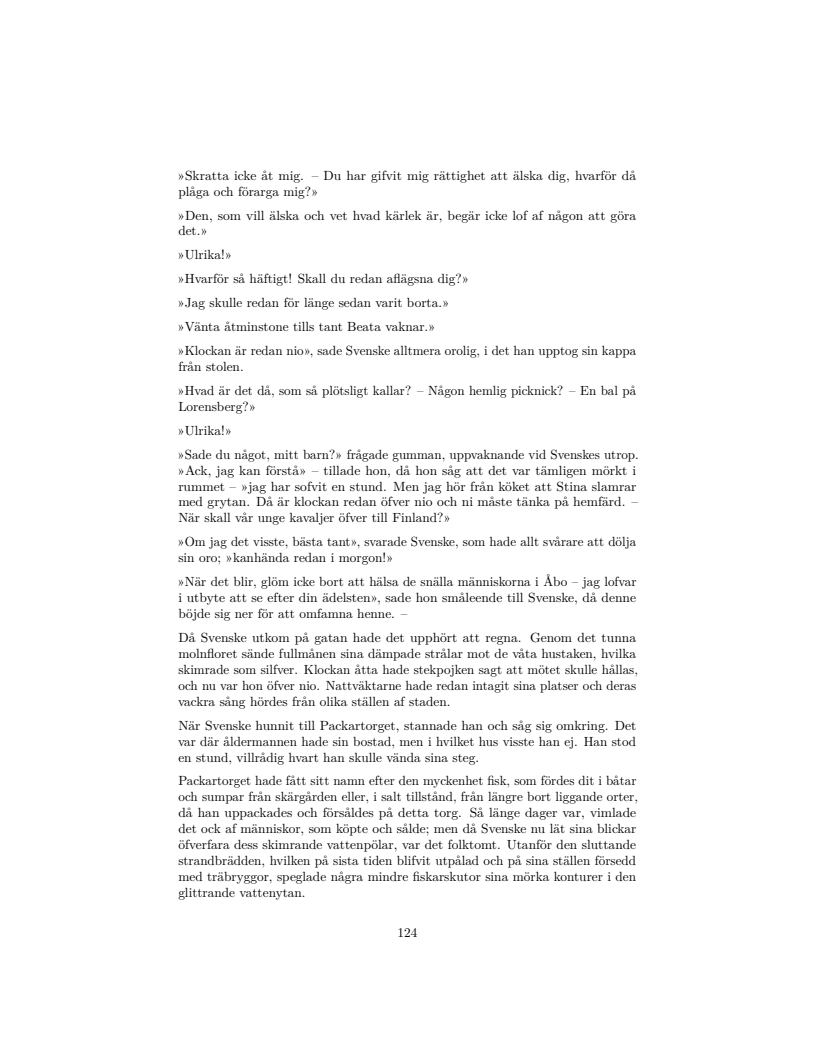 »Skratta icke åt mig. – Du har gifvit mig rättighet att älska dig, hvarför då
plåga och förarga mig?»
»Den, som vill älska och vet hvad kärlek är, begär icke lof af någon att göra
det.»
»Ulrika!»
»Hvarför så häftigt! Skall du redan aflägsna dig?»
»Jag skulle redan för länge sedan varit borta.»
»Vänta åtminstone tills tant Beata vaknar.»
»Klockan är redan nio», sade Svenske alltmera orolig, i det han upptog sin kappa
från stolen.
»Hvad är det då, som så plötsligt kallar? – Någon hemlig picknick? – En bal på
Lorensberg?»
»Ulrika!»
»Sade du något, mitt barn?» frågade gumman, uppvaknande vid Svenskes utrop.
»Ack, jag kan förstå» – tillade hon, då hon såg att det var tämligen mörkt i
rummet – »jag har sofvit en stund. Men jag hör från köket att Stina slamrar
med grytan. Då är klockan redan öfver nio och ni måste tänka på hemfärd. –
När skall vår unge kavaljer öfver till Finland?»
»Om jag det visste, bästa tant», svarade Svenske, som hade allt svårare att dölja
sin oro; »kanhända redan i morgon!»
»När det blir, glöm icke bort att hälsa de snälla människorna i Åbo – jag lofvar
i utbyte att se efter din ädelsten», sade hon småleende till Svenske, då denne
böjde sig ner för att omfamna henne. –
Då Svenske utkom på gatan hade det upphört att regna. Genom det tunna
molnfloret sände fullmånen sina dämpade strålar mot de våta hustaken, hvilka
skimrade som silfver. Klockan åtta hade stekpojken sagt att mötet skulle hållas,
och nu var hon öfver nio. Nattväktarne hade redan intagit sina platser och deras
vackra sång hördes från olika ställen af staden.
När Svenske hunnit till Packartorget, stannade han och såg sig omkring. Det
var där åldermannen hade sin bostad, men i hvilket hus visste han ej. Han stod
en stund, villrådig hvart han skulle vända sina steg.
Packartorget hade fått sitt namn efter den myckenhet fisk, som fördes dit i båtar
och sumpar från skärgården eller, i salt tillstånd, från längre bort liggande orter,
då han uppackades och försåldes på detta torg. Så länge dager var, vimlade
det ock af människor, som köpte och sålde; men då Svenske nu lät sina blickar
öfverfara dess skimrande vattenpölar, var det folktomt. Utanför den sluttande
strandbrädden, hvilken på sista tiden blifvit utpålad och på sina ställen försedd
med träbryggor, speglade några mindre fiskarskutor sina mörka konturer i den
glittrande vattenytan.
124